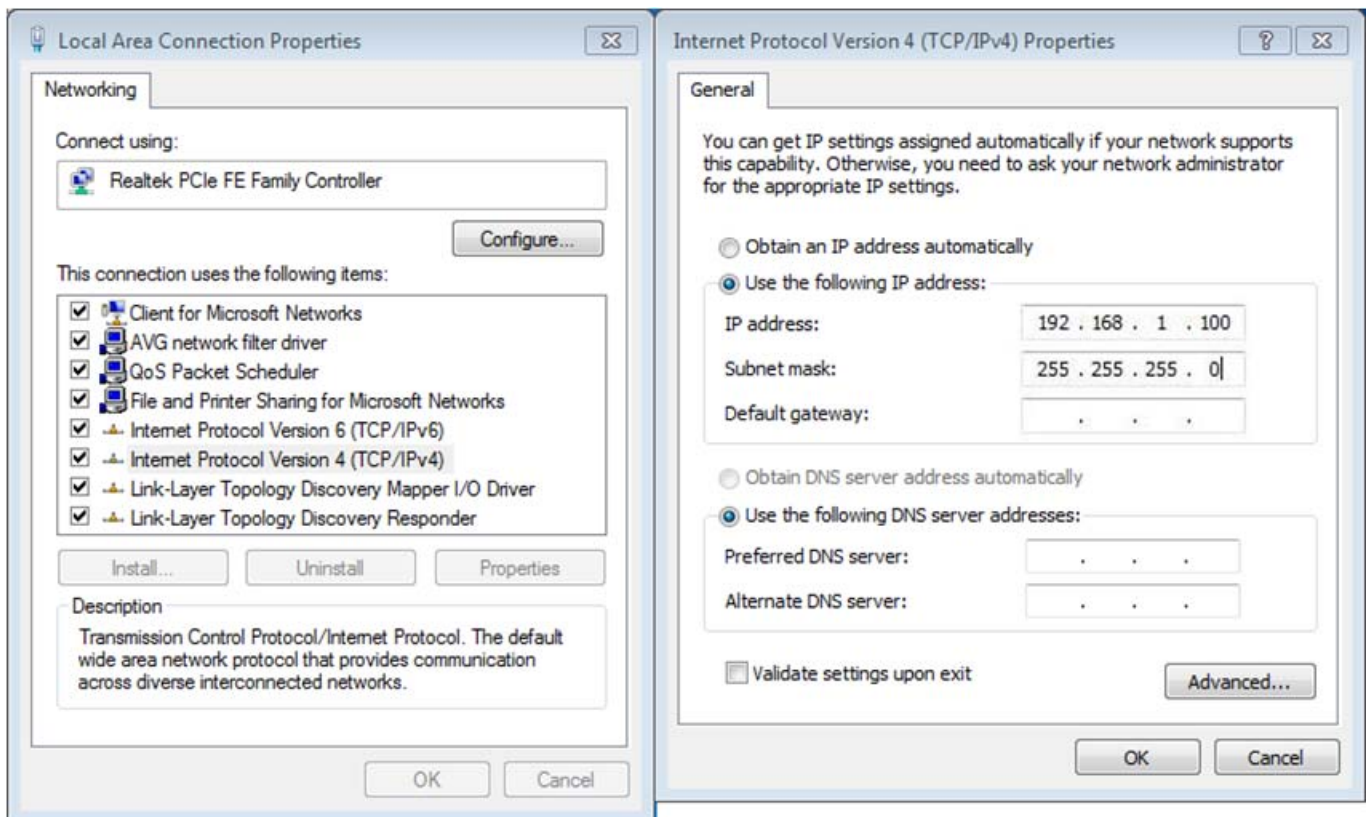 Local Area Connection Properties
Networking
Connect using:
Realtek PCIe FE Family Controller
Configure...
This connection uses the following items:
Client for Microsoft Networks
AVG network filter driver
QoS Packet Scheduler
File and Printer Sharing for Microsoft Networks
Internet Protocol Version 6 (TCP/IPv6)
Internet Protocol Version 4 (TCP/IPv4)
Link-Layer Topology Discovery Mapper I/O Driver
Link-Layer Topology Discovery Responder
Install... Uninstall Properties
Description
Transmission Control Protocol/Internet Protocol. The default
wide area network protocol that provides communication
across diverse interconnected networks.
OK Cancel
Internet Protocol Version 4 (TCP/IPv4) Properties
General
You can get IP settings assigned automatically if your network supports
this capability. Otherwise, you need to ask your network administrator
for the appropriate IP settings.
Obtain an IP address automatically
Use the following IP address:
IP address: 192 . 168 . 1 . 100
Subnet mask: 255 . 255 . 255 . 0
Default gateway: . . .
Obtain DNS server address automatically
Use the following DNS server addresses:
Preferred DNS server: . . .
Alternate DNS server: . . .
Validate settings upon exit
Advanced...
OK Cancel